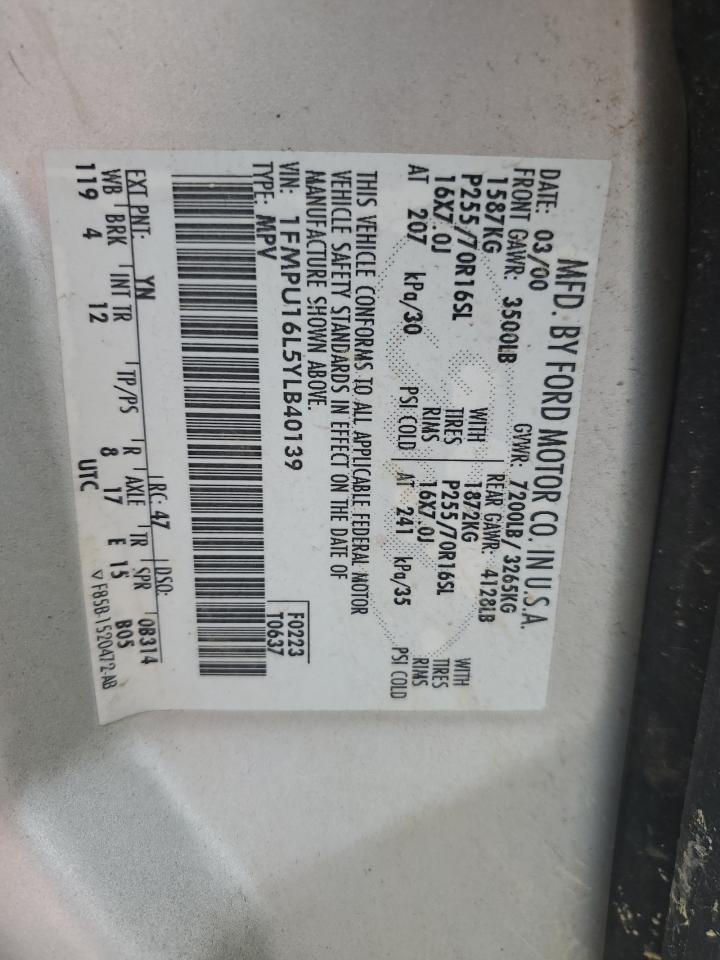 MFD. BY FORD MOTOR CO. IN U.S.A.
DATE: 03/00 GVWR: 7200LB/ 3265KG
FRONT GAWR: 3500LB REAR GAWR: 4128LB
1587KG WITH 1872KG WITH
P255/70R16SL TIRES P255/70R16SL TIRES
16X7.0J RIMS 16X7.0J RIMS
AT 207 kPa/30 PSI COLD AT 241 kPa/35 PSI COLD
THIS VEHICLE CONFORMS TO ALL APPLICABLE FEDERAL MOTOR
VEHICLE SAFETY STANDARDS IN EFFECT ON THE DATE OF
MANUFACTURE SHOWN ABOVE.
VIN: 1FMPU16L5YLB40139
TYPE: MPV
F0223
T0637
EXT PNT: YN RC: 47 DSO:
WB BRK INT TR TP/PS R AXLE TR SPR 0B314
119 4 12 8 17 E 15 B05
UTC
▽ F85B-1520472-AB